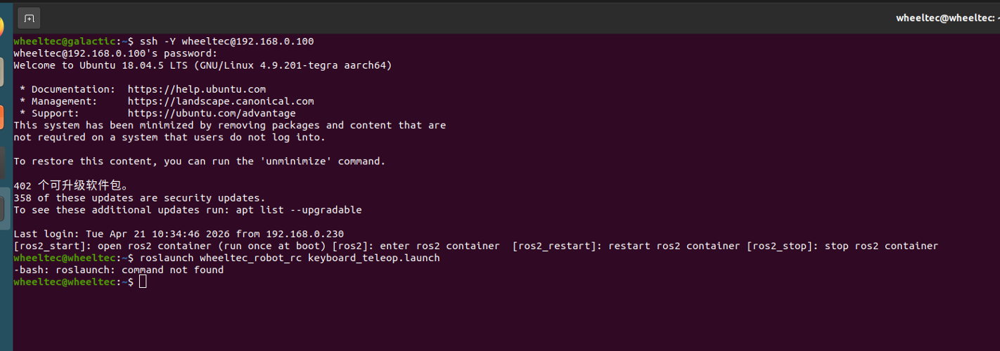 wheeltec@wheeltec: ~
wheeltec@galactic:~$ ssh -Y wheeltec@192.168.0.100
wheeltec@192.168.0.100's password:
Welcome to Ubuntu 18.04.5 LTS (GNU/Linux 4.9.201-tegra aarch64)
* Documentation:  https://help.ubuntu.com
* Management:     https://landscape.canonical.com
* Support:        https://ubuntu.com/advantage
This system has been minimized by removing packages and content that are
not required on a system that users do not log into.
To restore this content, you can run the 'unminimize' command.
402 个可升级软件包。
358 of these updates are security updates.
To see these additional updates run: apt list --upgradable
Last login: Tue Apr 21 10:34:46 2026 from 192.168.0.230
[ros2_start]: open ros2 container (run once at boot) [ros2]: enter ros2 container  [ros2_restart]: restart ros2 container [ros2_stop]: stop ros2 container
wheeltec@wheeltec:~$ roslaunch wheeltec_robot_rc keyboard_teleop.launch
-bash: roslaunch: command not found
wheeltec@wheeltec:~$